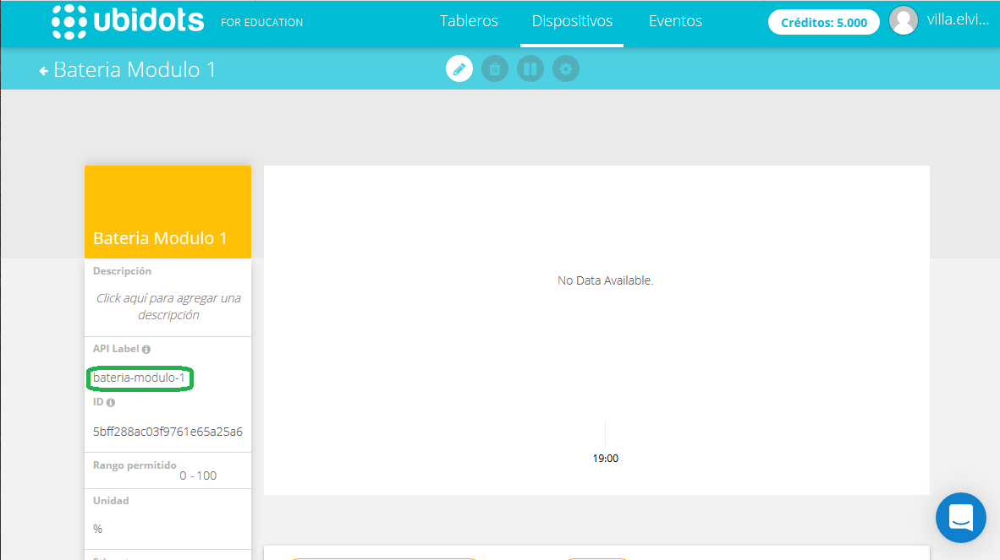 ubidots FOR EDUCATION Tableros Dispositivos Eventos Créditos: 5.000 villa.elvi...
Bateria Modulo 1
Bateria Modulo 1
Descripción
Click aquí para agregar una
descripción
API Label
bateria-modulo-1
ID
5bff288ac03f9761e65a25a6
Rango permitido
0 - 100
Unidad
%
No Data Available.
19:00